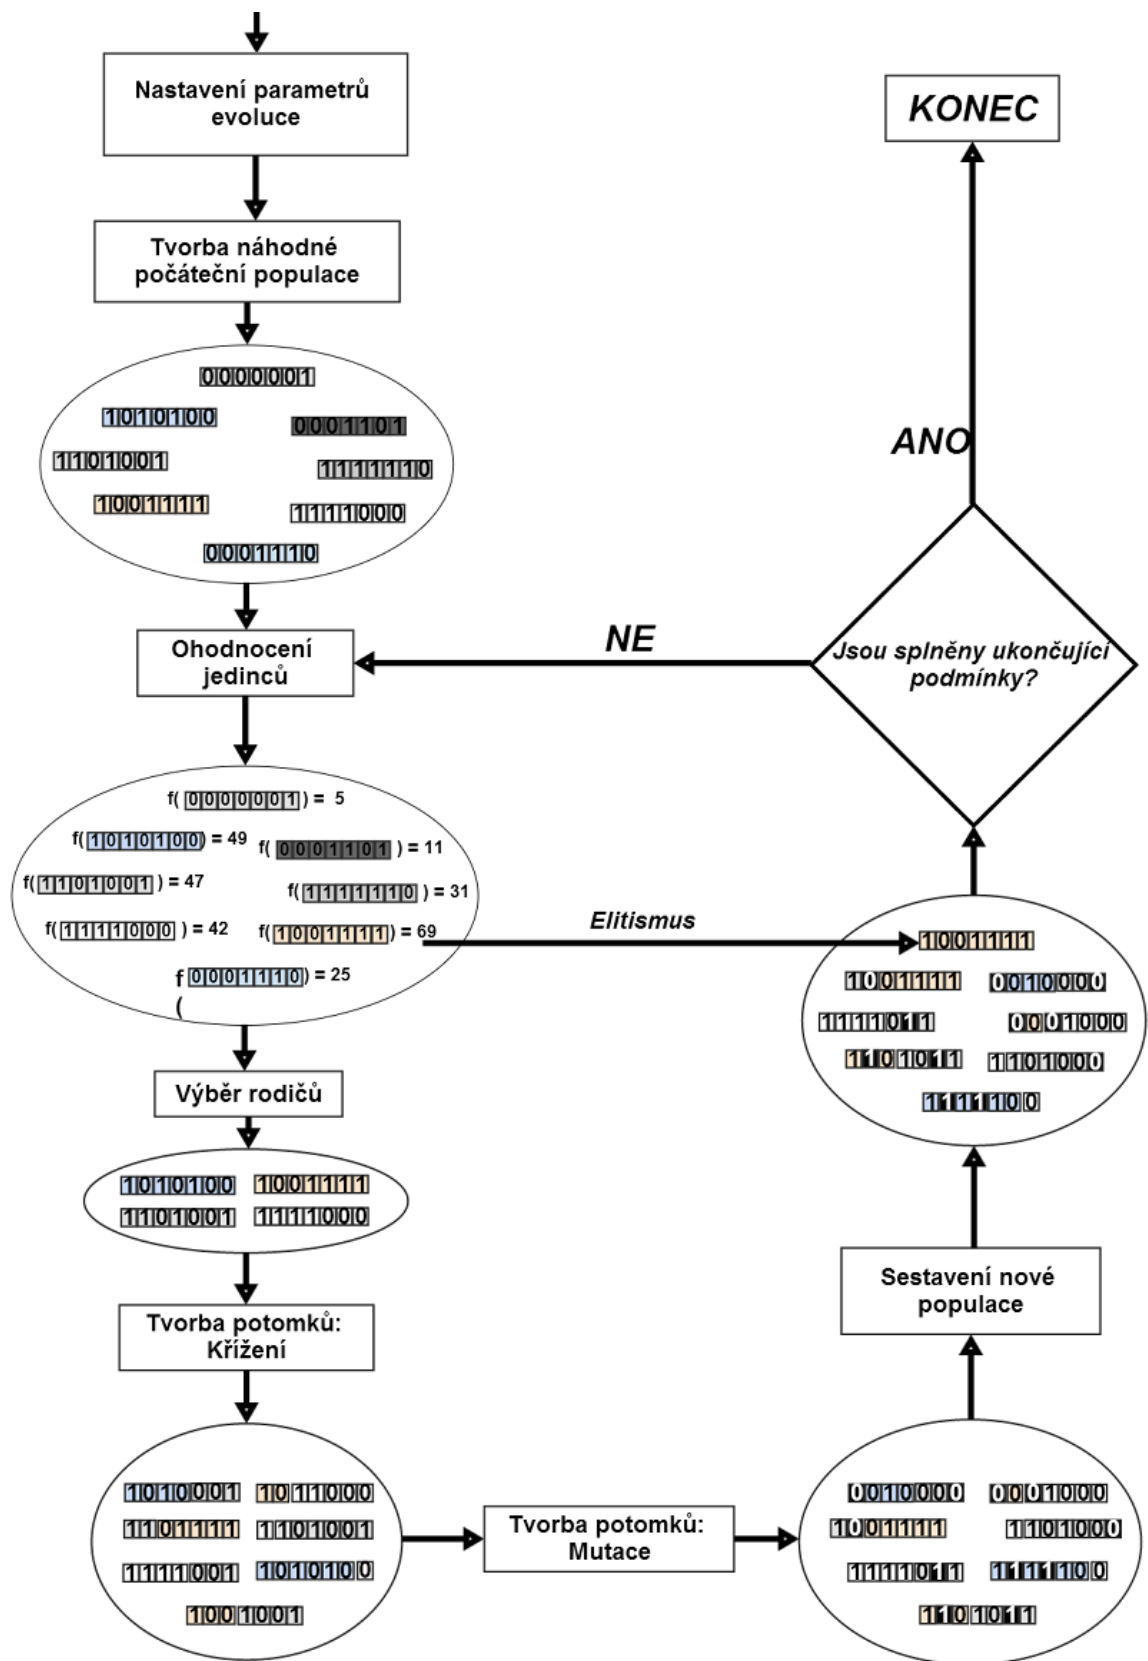 Nastavení parametrů
evoluce
KONEC
Tvorba náhodné
počáteční populace
0000001
1010100
0001101
1101001
1111110
1001111
1111000
0001110
ANO
Ohodnocení
jedinců
NE
Jsou splněny ukončující
podmínky?
f( 0000001 ) = 5
f( 1010100 ) = 49
f( 0001101 ) = 11
f( 1101001 ) = 47
f( 1111110 ) = 31
f( 1111000 ) = 42
f( 1001111 ) = 69
f( 0001110 ) = 25
Elitismus
1001111
1001111
0010000
1111011
0001000
1101011
1101000
1111100
Výběr rodičů
1010100
1001111
1101001
1111000
Tvorba potomků:
Křížení
Sestavení nové
populace
1010001
1011000
1101111
1101001
1111001
1010100
1001001
Tvorba potomků:
Mutace
0010000
0001000
1001111
1101000
1111011
1111100
1101011